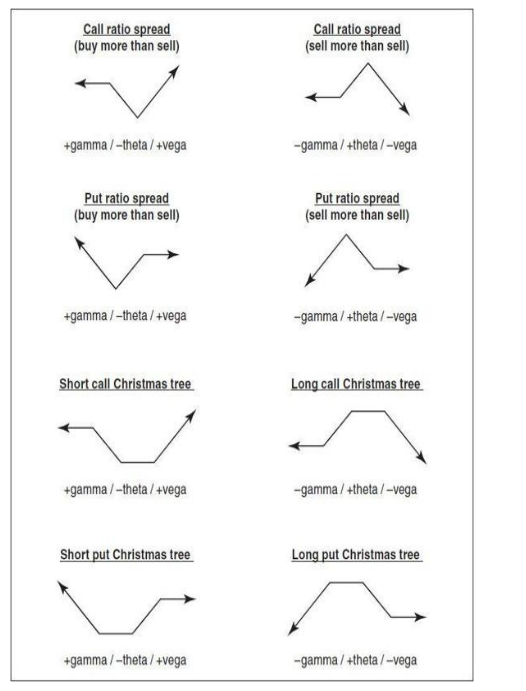 Call ratio spread
(buy more than sell)
Call ratio spread
(sell more than sell)
+gamma / –theta / +vega
–gamma / +theta / –vega
Put ratio spread
(buy more than sell)
Put ratio spread
(sell more than sell)
+gamma / –theta / +vega
–gamma / +theta / –vega
Short call Christmas tree
Long call Christmas tree
+gamma / –theta / +vega
–gamma / +theta / –vega
Short put Christmas tree
Long put Christmas tree
+gamma / –theta / +vega
–gamma / +theta / –vega